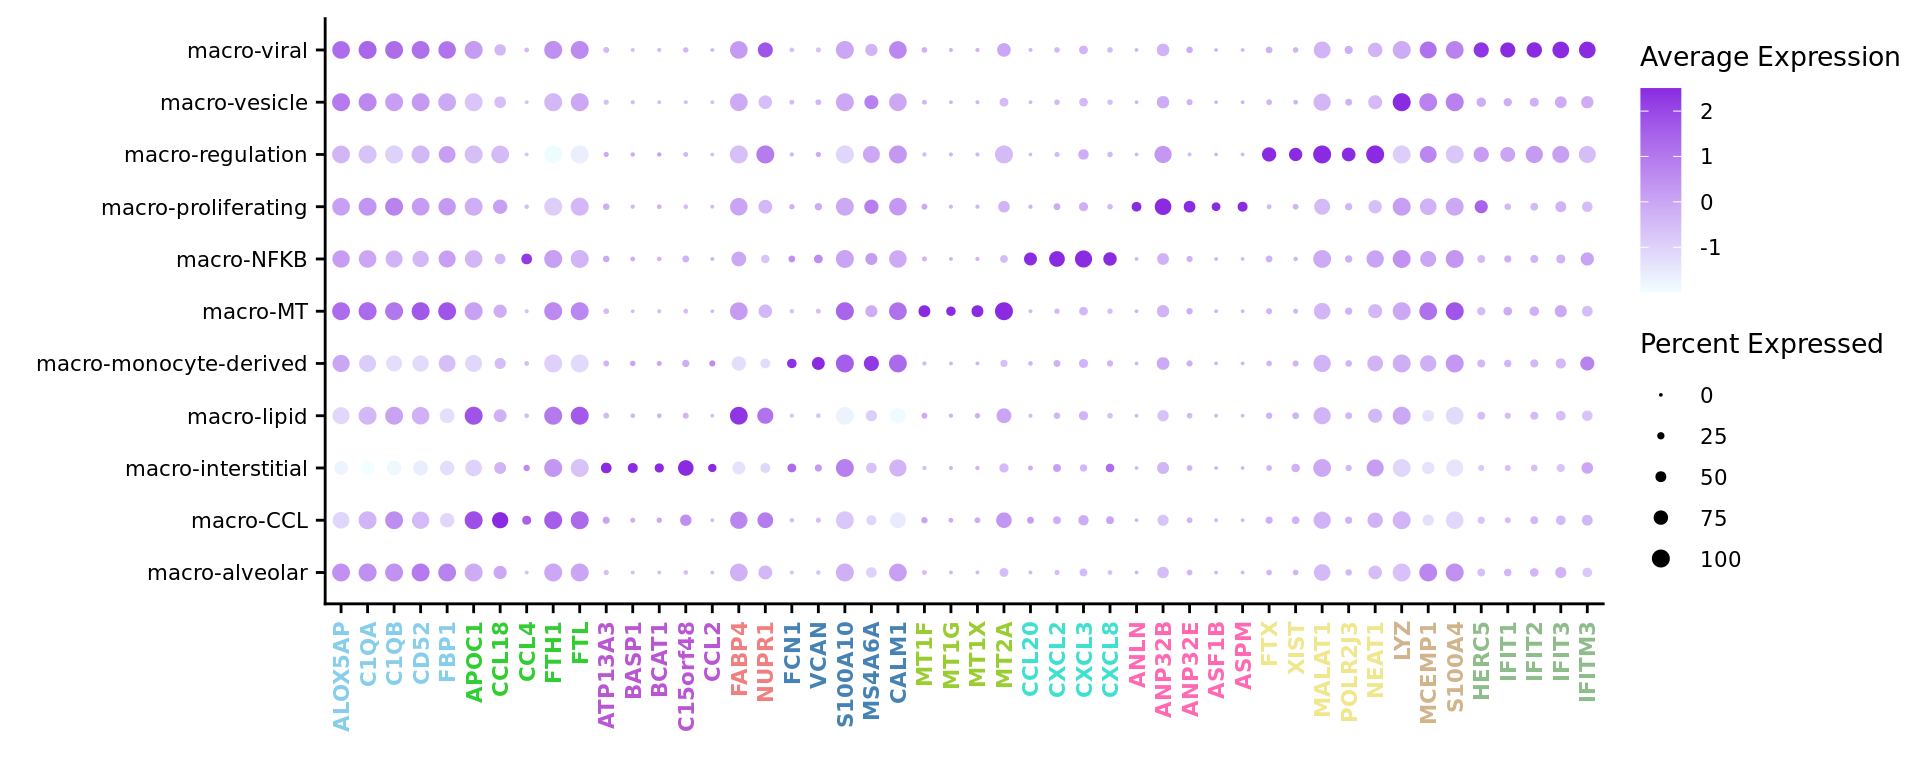 macro-viral
macro-vesicle
macro-regulation
macro-proliferating
macro-NFKB
macro-MT
macro-monocyte-derived
macro-lipid
macro-interstitial
macro-CCL
macro-alveolar
ALOX5AP
C1QA
C1QB
CD52
FBP1
APOC1
CCL18
CCL4
FTH1
FTL
ATP13A3
BASP1
BCAT1
C15orf48
CCL2
FABP4
NUPR1
FCN1
VCAN
S100A10
MS4A6A
CALM1
MT1F
MT1G
MT1X
MT2A
CCL20
CXCL2
CXCL3
CXCL8
ANLN
ANP32B
ANP32E
ASF1B
ASPM
FTX
XIST
MALAT1
POLR2J3
NEAT1
LYZ
MCEMP1
S100A4
HERC5
IFIT1
IFIT2
IFIT3
IFITM3
Average Expression
2
1
0
-1
Percent Expressed
0
25
50
75
100